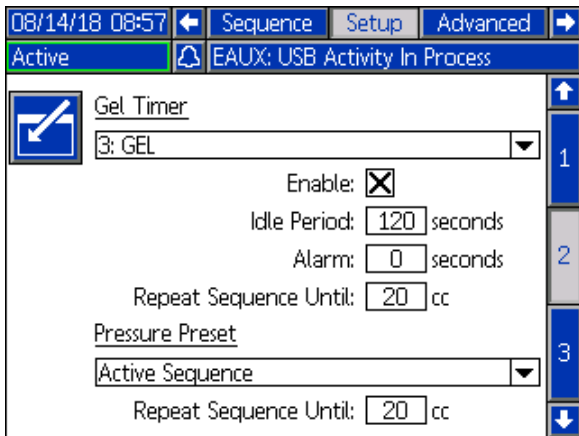 08/14/18 08:57 Sequence Setup Advanced
Active EAUX: USB Activity In Process
Gel Timer
3: GEL
1
Enable:
Idle Period: 120 seconds
Alarm: 0 seconds
2
Repeat Sequence Until: 20 cc
Pressure Preset
3
Active Sequence
Repeat Sequence Until: 20 cc